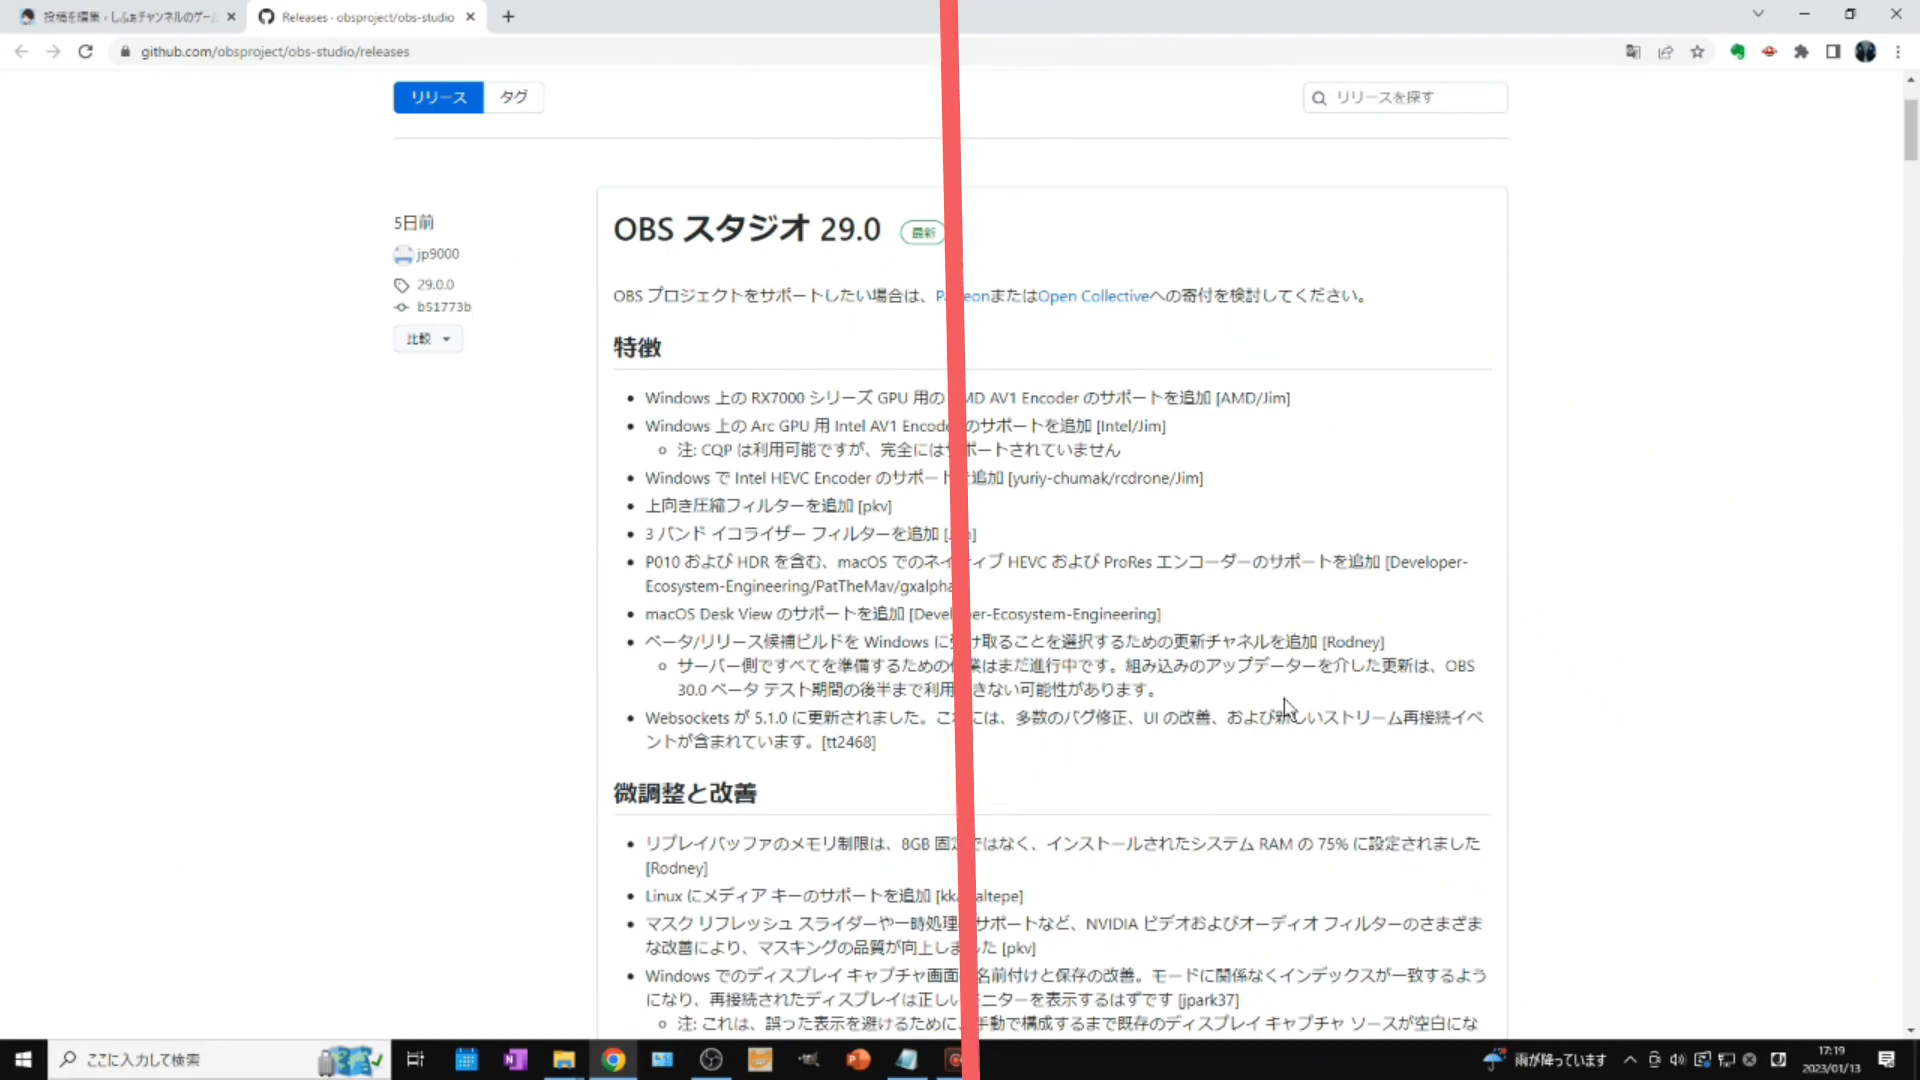 投稿を編集 ‹ しふぁチャンネルのゲーム
Releases · obsproject/obs-studio
github.com/obsproject/obs-studio/releases
リリース
タグ
リリースを探す
5日前
jp9000
29.0.0
b51773b
比較
OBS スタジオ 29.0
最新
OBS プロジェクトをサポートしたい場合は、P eonまたはOpen Collectiveへの寄付を検討してください。
特徴
Windows 上の RX7000 シリーズ GPU 用の MD AV1 Encoder のサポートを追加 [AMD/Jim]
Windows 上の Arc GPU 用 Intel AV1 Encode のサポートを追加 [Intel/Jim]
注: CQP は利用可能ですが、完全にはサポートされていません
Windows で Intel HEVC Encoder のサポート 追加 [yuriy-chumak/rcdrone/Jim]
上向き圧縮フィルターを追加 [pkv]
3 バンド イコライザー フィルターを追加 [ ]
P010 および HDR を含む、macOS でのネイティブ HEVC および ProRes エンコーダーのサポートを追加 [Developer-
Ecosystem-Engineering/PatTheMav/gxalpha
macOS Desk View のサポートを追加 [Devel er-Ecosystem-Engineering]
ベータ/リリース候補ビルドを Windows に受け取ることを選択するための更新チャネルを追加 [Rodney]
サーバー側ですべてを準備するための作業はまだ進行中です。組み込みのアップデーターを介した更新は、OBS
30.0 ベータ テスト期間の後半まで利用 きない可能性があります。
Websockets が 5.1.0 に更新されました。これには、多数のバグ修正、UI の改善、および新しいストリーム再接続イベ
ントが含まれています。[tt2468]
微調整と改善
リプレイバッファのメモリ制限は、8GB 固定ではなく、インストールされたシステム RAM の 75% に設定されました
[Rodney]
Linux にメディア キーのサポートを追加 [kka altepe]
マスク リフレッシュ スライダーや一時処理 サポートなど、NVIDIA ビデオおよびオーディオ フィルターのさまざま
な改善により、マスキングの品質が向上しました [pkv]
Windows でのディスプレイ キャプチャ画面 名前付けと保存の改善。モードに関係なくインデックスが一致するよう
になり、再接続されたディスプレイは正しい モニターを表示するはずです [jpark37]
注: これは、誤った表示を避けるために、手動で構成するまで既存のディスプレイ キャプチャ ソースが空白にな
ここに入力して検索
雨が降っています
17:19
2023/01/13